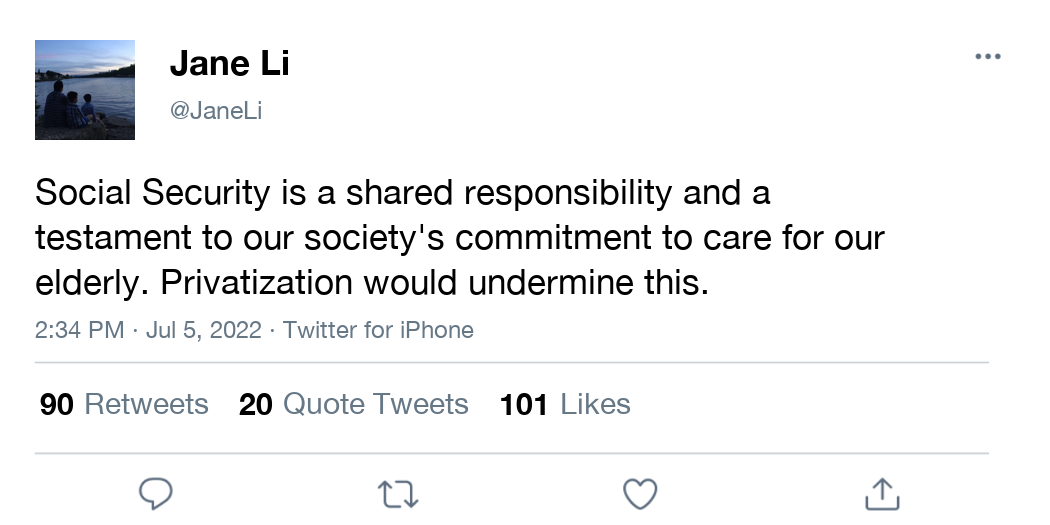 Jane Li
@JaneLi
Social Security is a shared responsibility and a
testament to our society's commitment to care for our
elderly. Privatization would undermine this.
2:34 PM · Jul 5, 2022 · Twitter for iPhone
90 Retweets 20 Quote Tweets 101 Likes